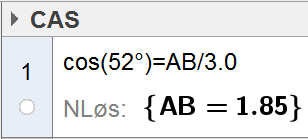 CAS
1
cos(52°)=AB/3.0
NLøs: {AB = 1.85}